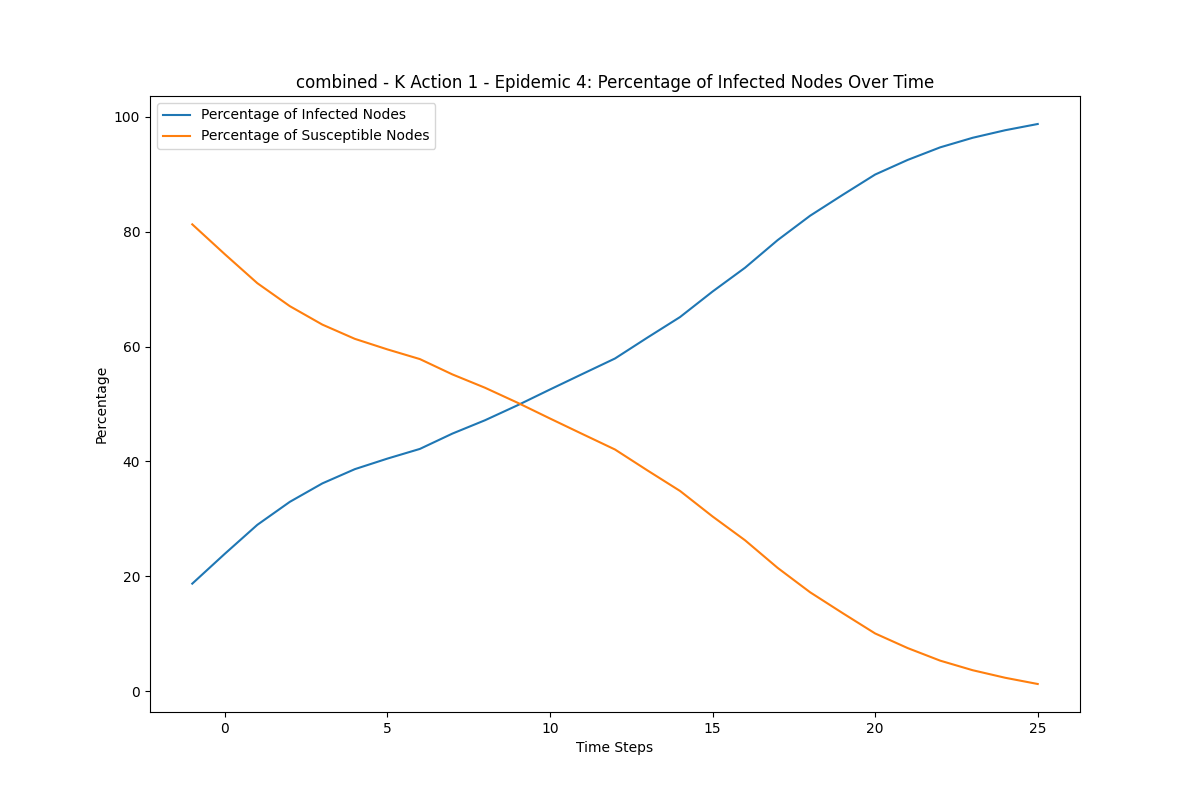 combined - K Action 1 - Epidemic 4: Percentage of Infected Nodes Over Time
Percentage of Infected Nodes
Percentage of Susceptible Nodes
100
80
60
40
20
0
Percentage
0 5 10 15 20 25
Time Steps